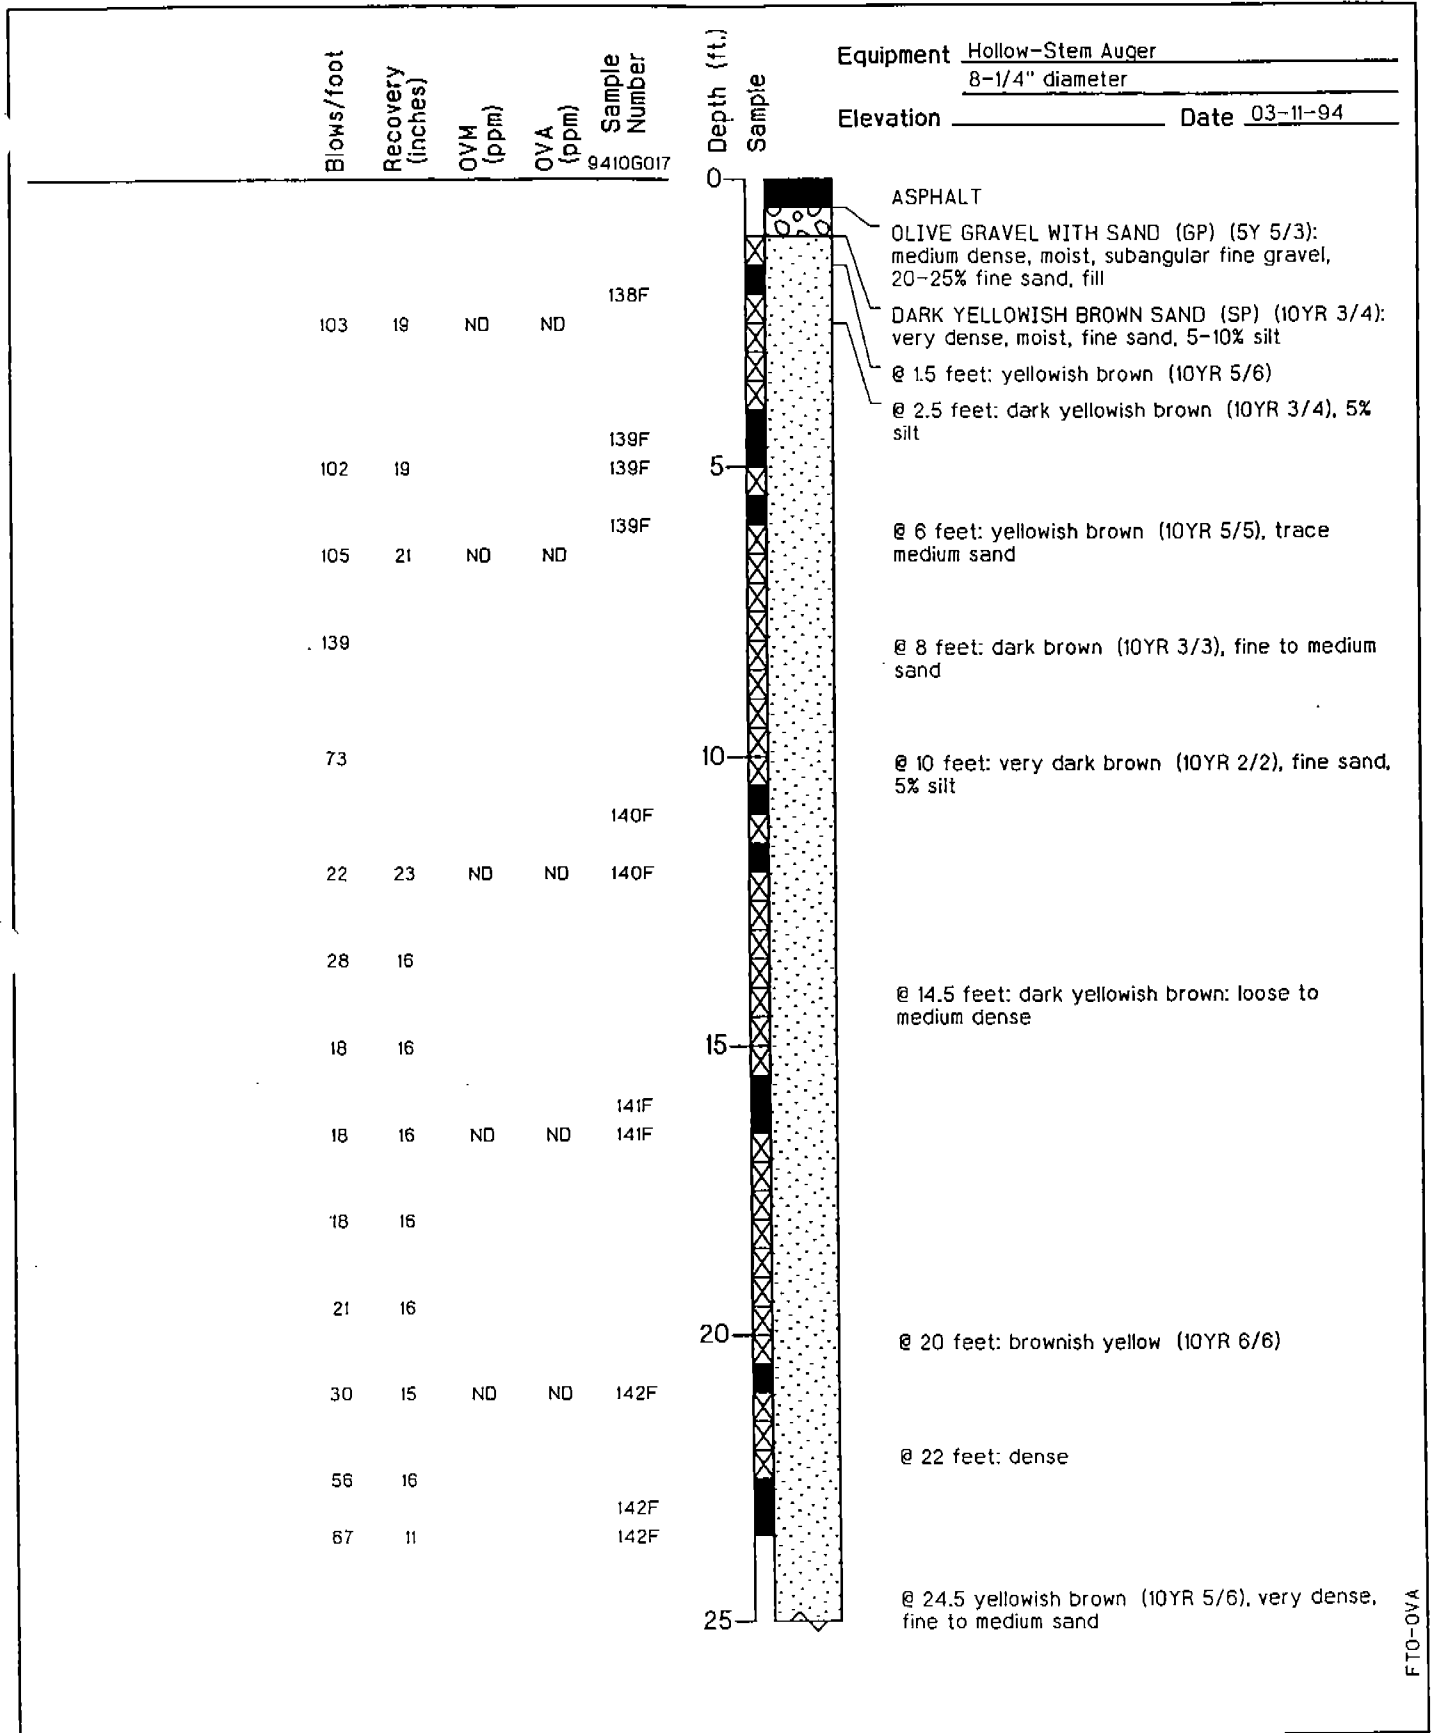 Blows/foot
Recovery
(inches)
OVM
(ppm)
OVA
(ppm)
Sample
Number
9410G017
Depth (ft.)
Sample
Equipment Hollow-Stem Auger
8-1/4" diameter
Elevation Date 03-11-94
0
ASPHALT
OLIVE GRAVEL WITH SAND (GP) (5Y 5/3):
medium dense, moist, subangular fine gravel,
20-25% fine sand, fill
138F
DARK YELLOWISH BROWN SAND (SP) (10YR 3/4):
103 19 ND ND
very dense, moist, fine sand, 5-10% silt
@ 1.5 feet: yellowish brown (10YR 5/6)
@ 2.5 feet: dark yellowish brown (10YR 3/4), 5%
silt
139F
102 19 139F
5
139F
@ 6 feet: yellowish brown (10YR 5/5), trace
105 21 ND ND
medium sand
139
@ 8 feet: dark brown (10YR 3/3), fine to medium
sand
73
10
@ 10 feet: very dark brown (10YR 2/2), fine sand,
5% silt
140F
22 23 ND ND 140F
28 16
@ 14.5 feet: dark yellowish brown: loose to
medium dense
18 16
15
141F
18 16 ND ND 141F
18 16
21 16
20
@ 20 feet: brownish yellow (10YR 6/6)
30 15 ND ND 142F
@ 22 feet: dense
56 16
142F
67 11 142F
@ 24.5 yellowish brown (10YR 5/6), very dense,
fine to medium sand
25
FTO-OVA